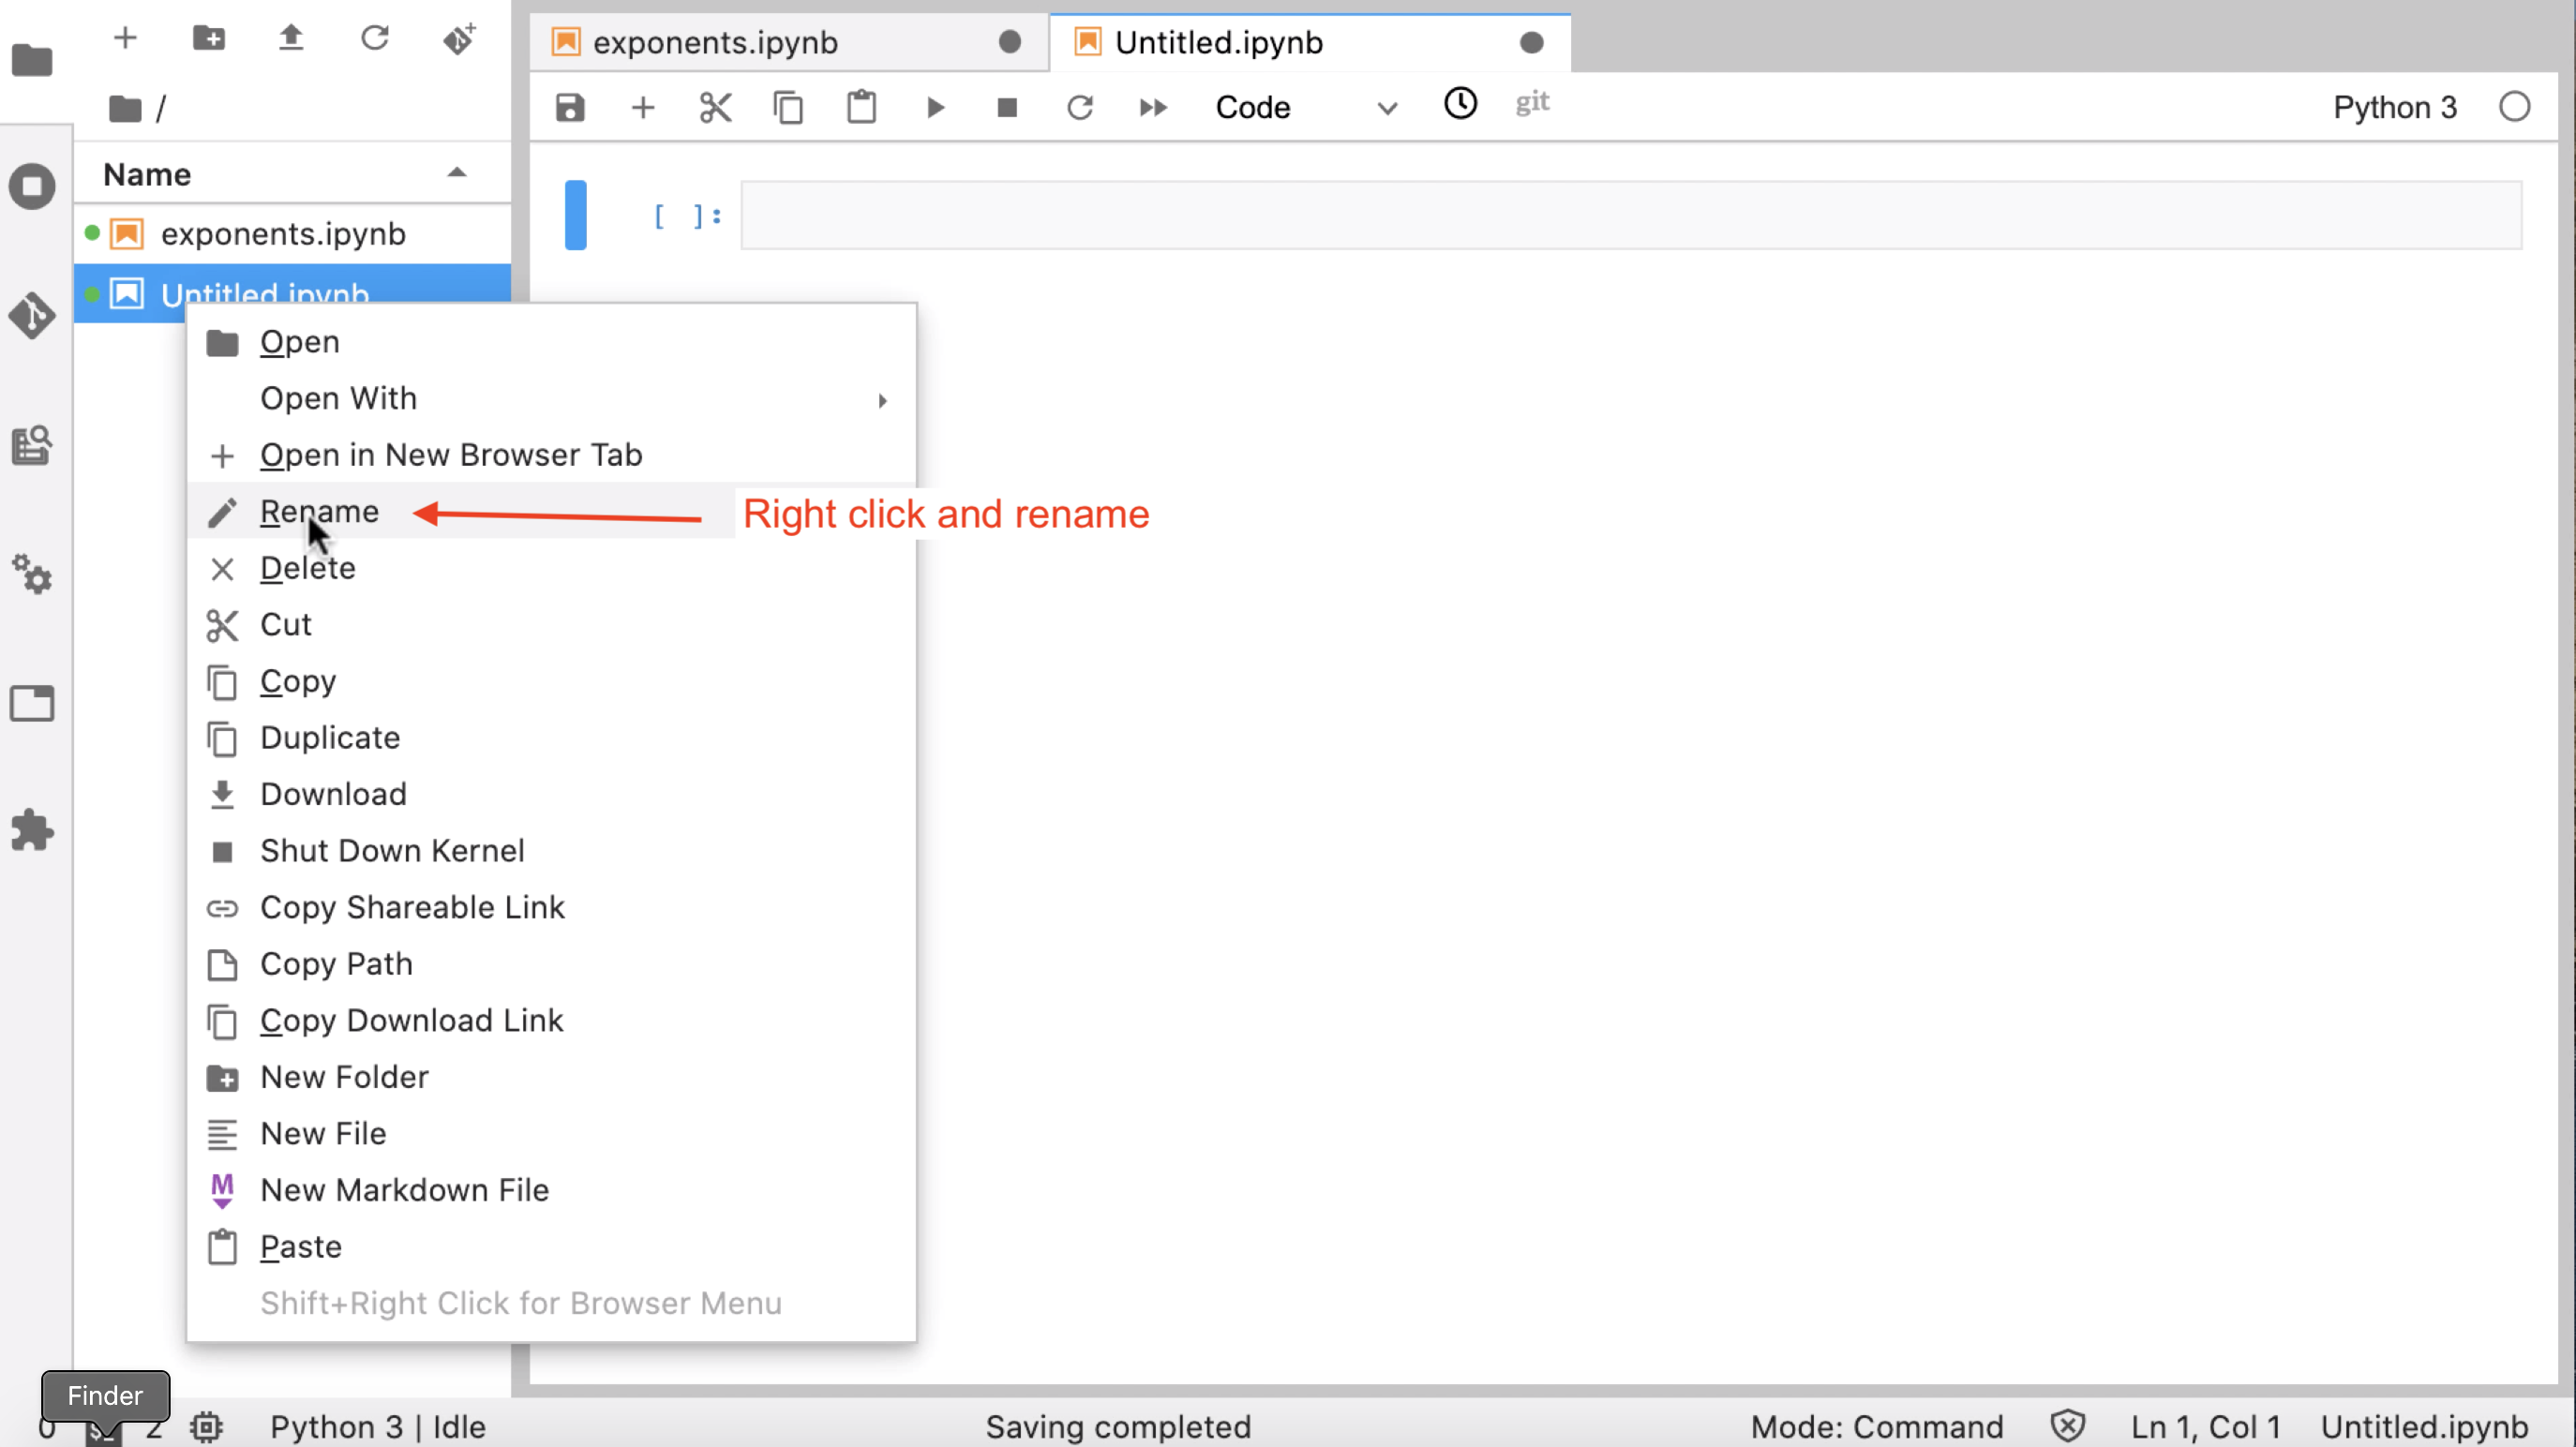 exponents.ipynb
Untitled.ipynb
/
Code
git
Python 3
Name
[ ]:
exponents.ipynb
Untitled.ipynb
Open
Open With
Open in New Browser Tab
Rename
Right click and rename
Delete
Cut
Copy
Duplicate
Download
Shut Down Kernel
Copy Shareable Link
Copy Path
Copy Download Link
New Folder
New File
M
New Markdown File
Paste
Shift+Right Click for Browser Menu
Finder
0
2
Python 3 | Idle
Saving completed
Mode: Command
Ln 1, Col 1
Untitled.ipynb